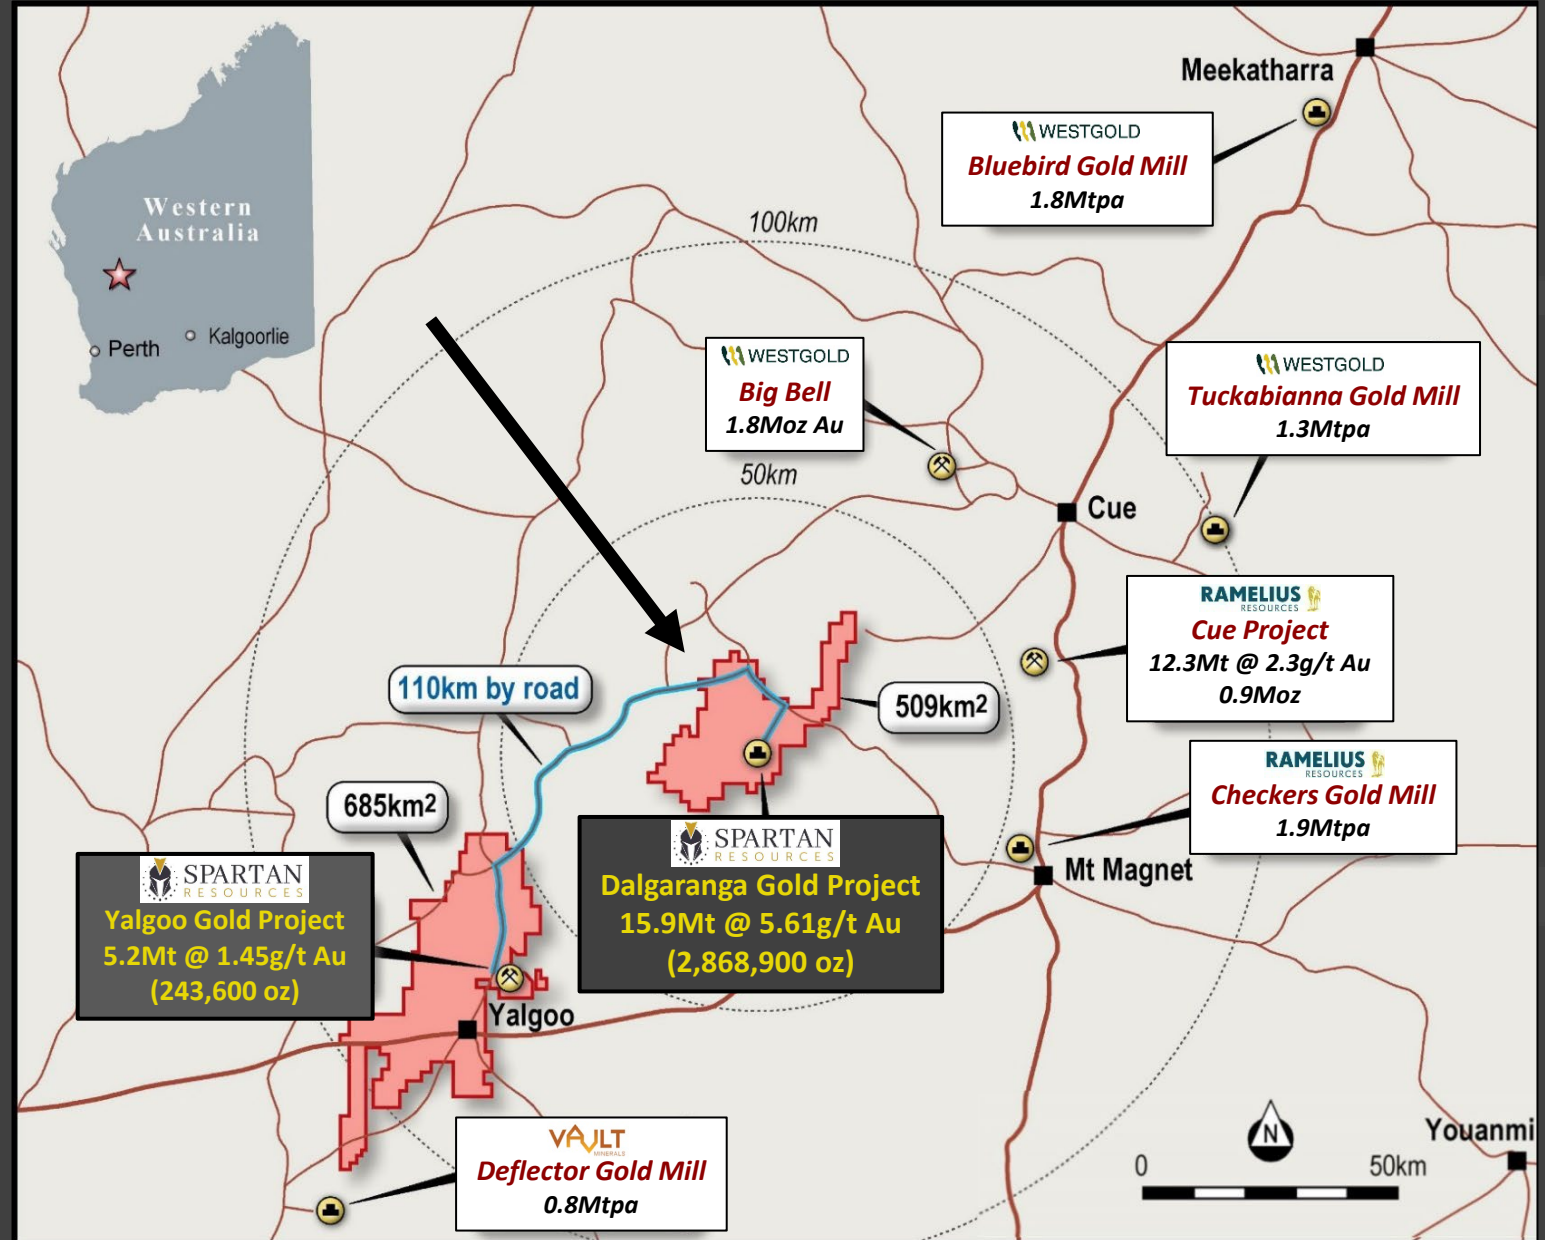 Meekatharra
WESTGOLD
Bluebird Gold Mill
1.8Mtpa
Western
Australia
Perth
Kalgoorlie
100km
WESTGOLD
Big Bell
1.8Moz Au
WESTGOLD
Tuckabianna Gold Mill
1.3Mtpa
50km
Cue
RAMELIUS
RESOURCES
Cue Project
12.3Mt @ 2.3g/t Au
0.9Moz
110km by road
509km2
RAMELIUS
RESOURCES
Checkers Gold Mill
1.9Mtpa
685km2
SPARTAN
RESOURCES
Dalgaranga Gold Project
15.9Mt @ 5.61g/t Au
(2,868,900 oz)
Mt Magnet
SPARTAN
RESOURCES
Yalgoo Gold Project
5.2Mt @ 1.45g/t Au
(243,600 oz)
Yalgoo
VAULT
MINERALS
Deflector Gold Mill
0.8Mtpa
N
0
50km
Youanmi